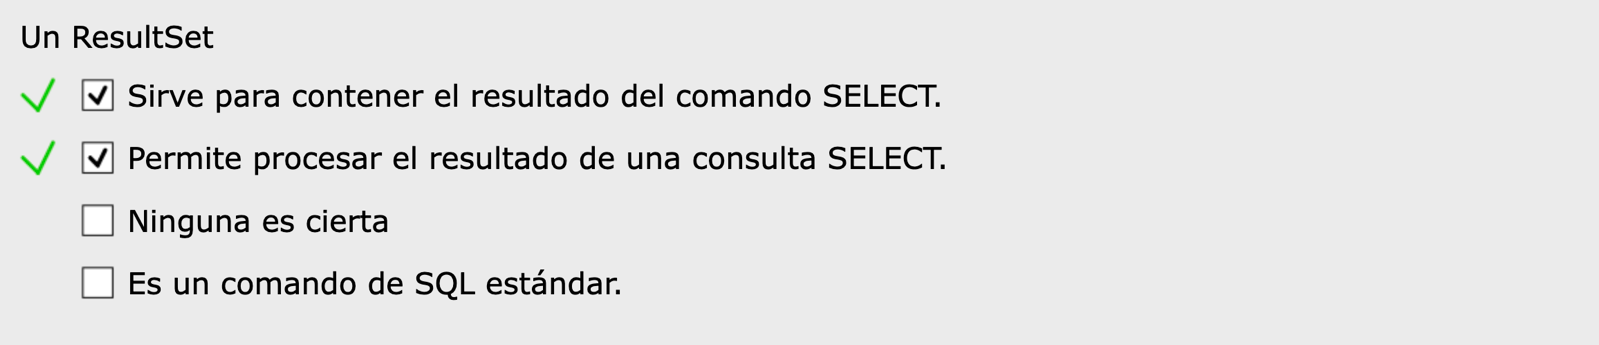 Un ResultSet
Sirve para contener el resultado del comando SELECT.
Permite procesar el resultado de una consulta SELECT.
Ninguna es cierta
Es un comando de SQL estándar.